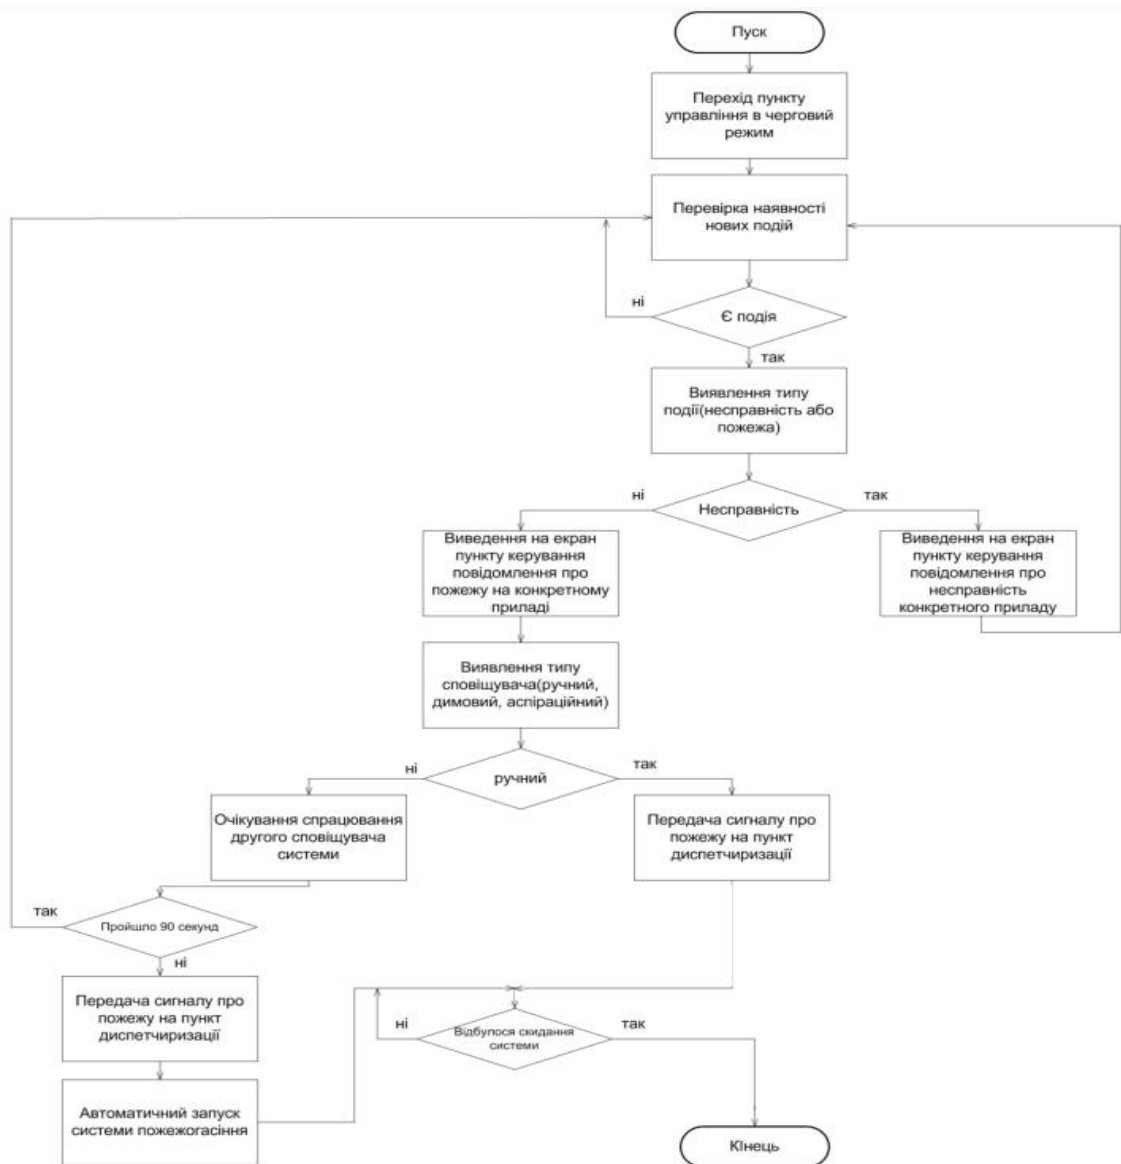 Пуск
Перехід пункту
управління в черговий
режим
Перевірка наявності
нових подій
ні
Є подія
так
Виявлення типу
події(несправність або
пожежа)
ні
Несправність
так
Виведення на екран
пункту керування
повідомлення про
пожежу на конкретному
приладі
Виведення на екран
пункту керування
повідомлення про
несправність
конкретного приладу
Виявлення типу
сповіщувача(ручний,
димовий, аспіраційний)
ні
ручний
так
Очікування спрацювання
другого сповіщувача
системи
Передача сигналу про
пожежу на пункт
диспетчиризації
так
Пройшло 90 секунд
ні
Передача сигналу про
пожежу на пункт
диспетчиризації
ні
Відбулося скидання
системи
так
Автоматичний запуск
системи пожежогасіння
КІнець